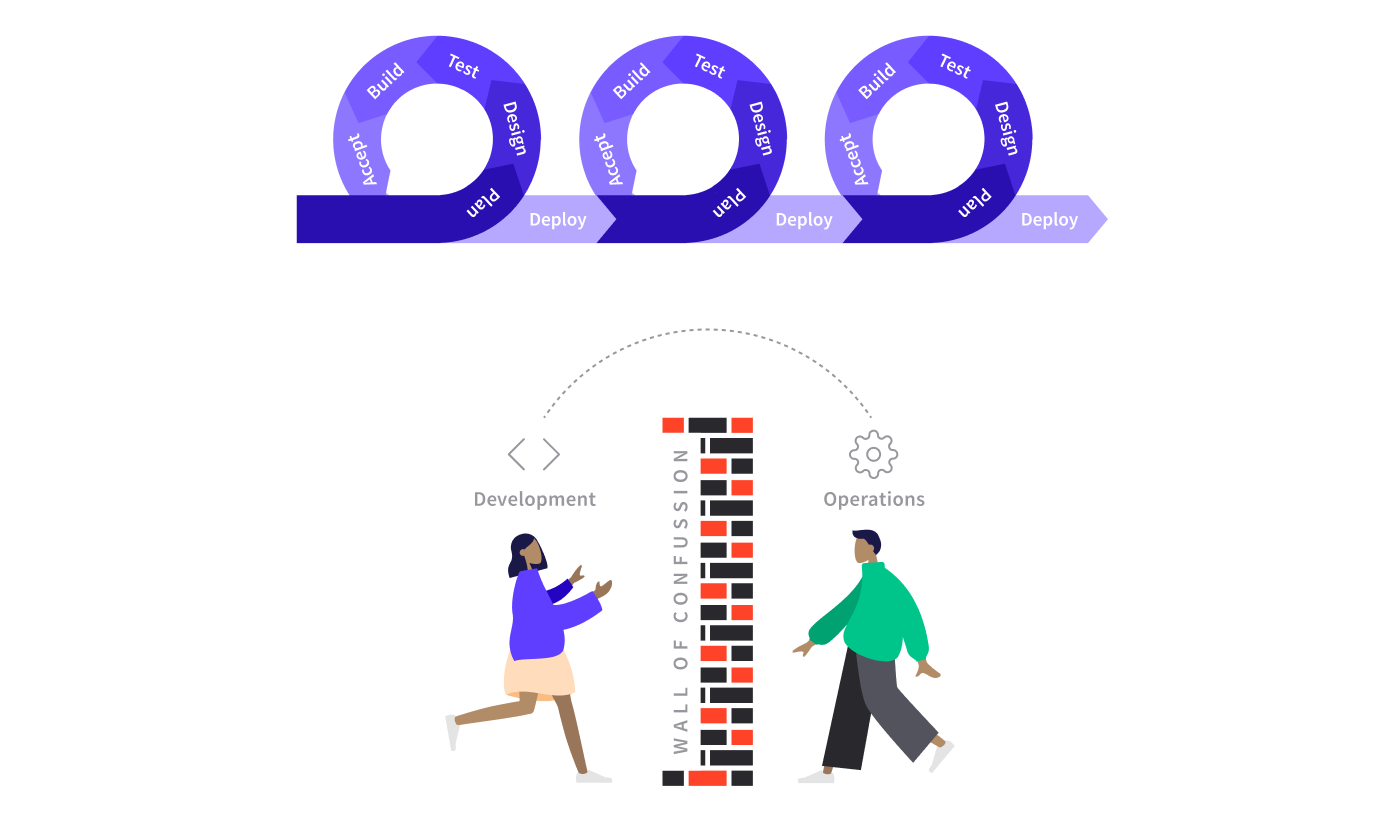 Build
Test
Design
Accept
Plan
Deploy
Build
Test
Design
Accept
Plan
Deploy
Build
Test
Design
Accept
Plan
Deploy
Development
Operations
WALL OF CONFUSSION